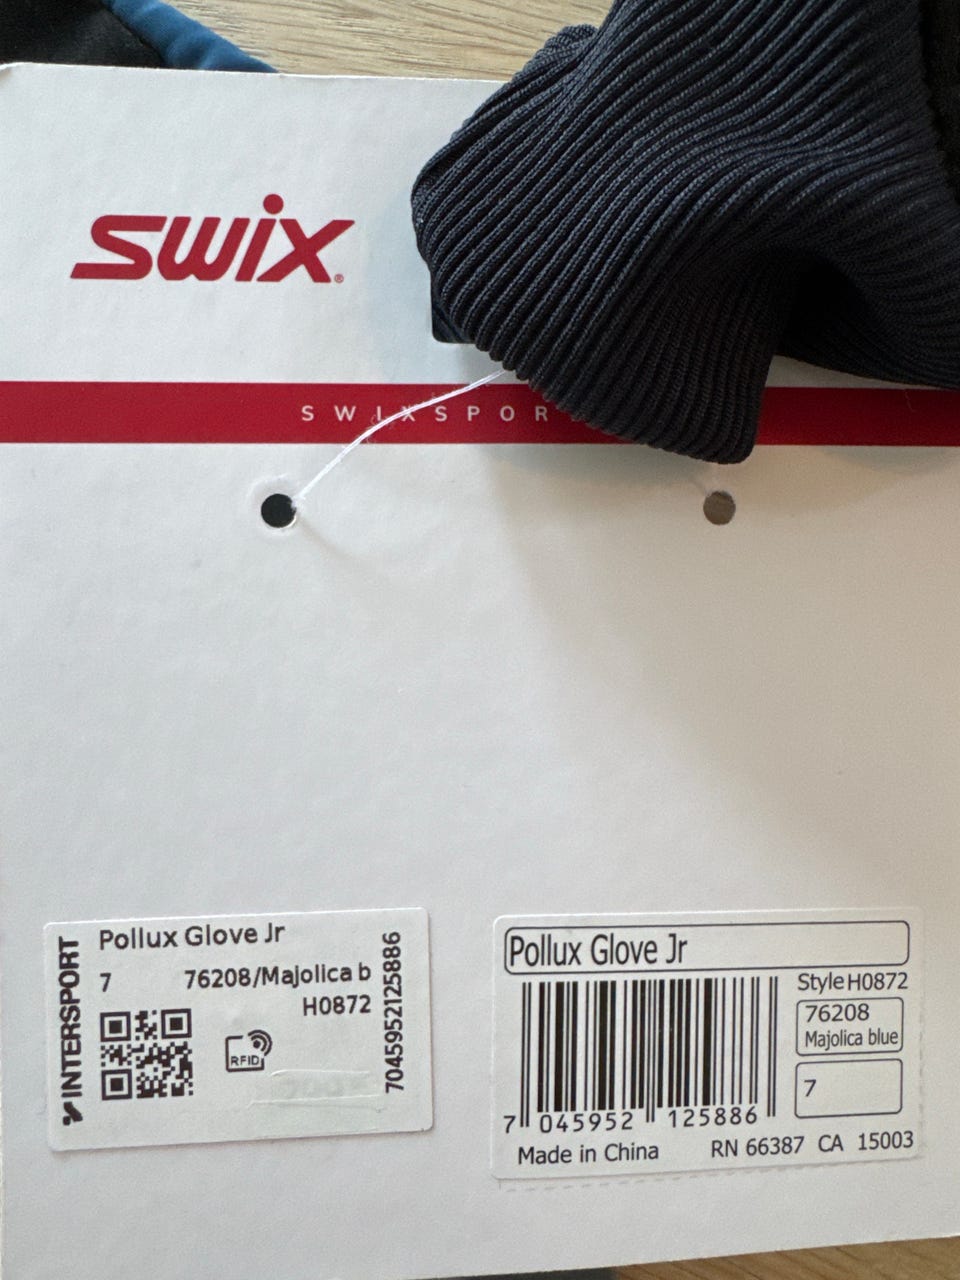 swix®
SWIXSPOR
INTERSPORT
Pollux Glove Jr
7 76208/Majolica b
H0872
RFID
7045952125886
Pollux Glove Jr
Style H0872
76208
Majolica blue
7
7 045952 125886
Made in China RN 66387 CA 15003